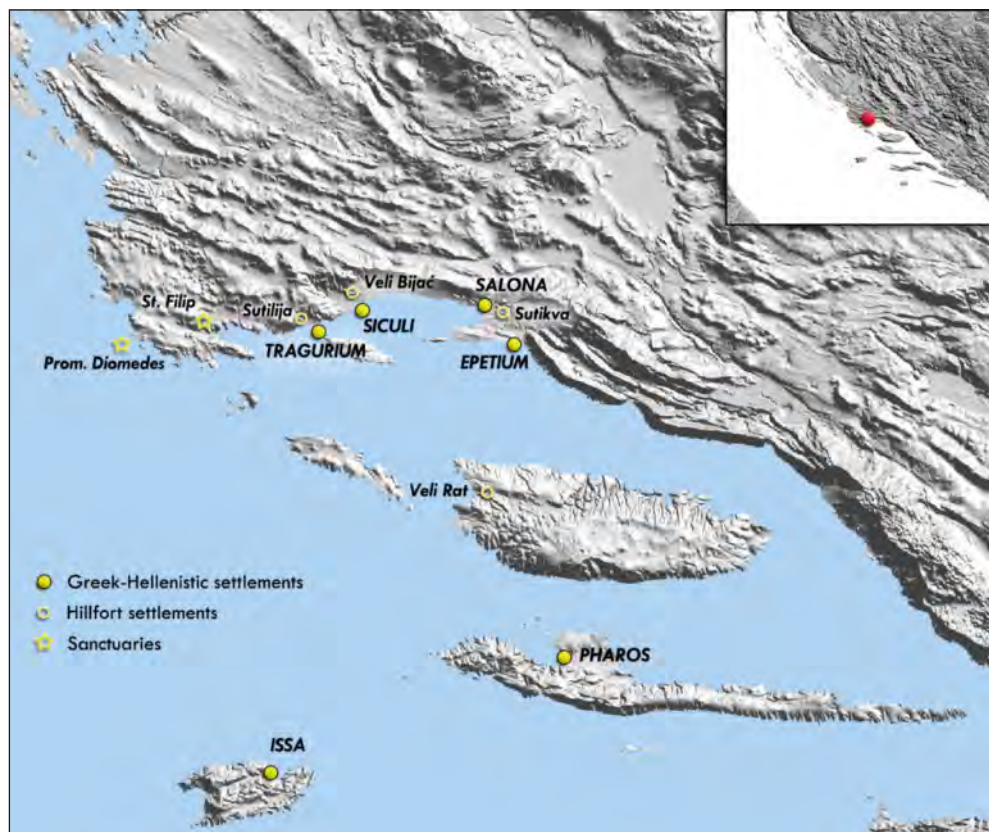 Veli Bijać
SALONA
St. Filip
Sutilija
SICULI
Sutikva
TRAGURIUM
Prom. Diomedes
EPETIUM
Veli Rat
Greek-Hellenistic settlements
Hillfort settlements
Sanctuaries
PHAROS
ISSA